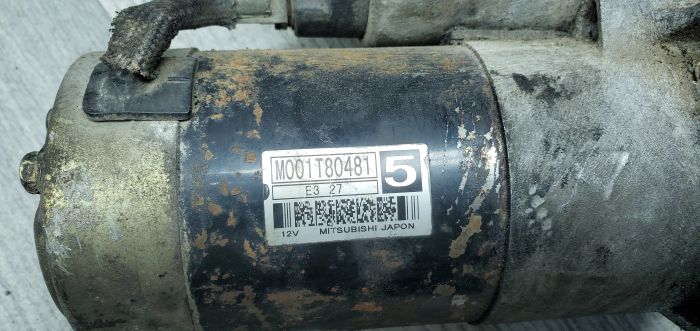 M001T80481 5
E3 27
12V MITSUBISHI JAPON